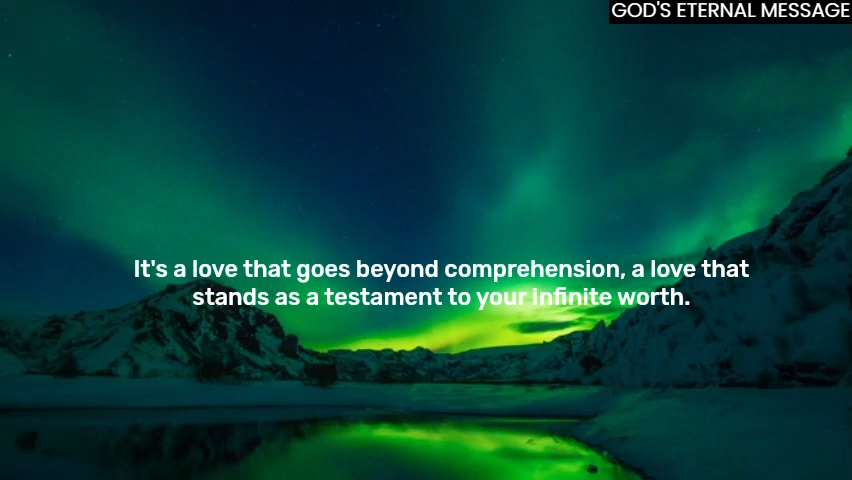 GOD'S ETERNAL MESSAGE
It's a love that goes beyond comprehension, a love that
stands as a testament to your infinite worth.